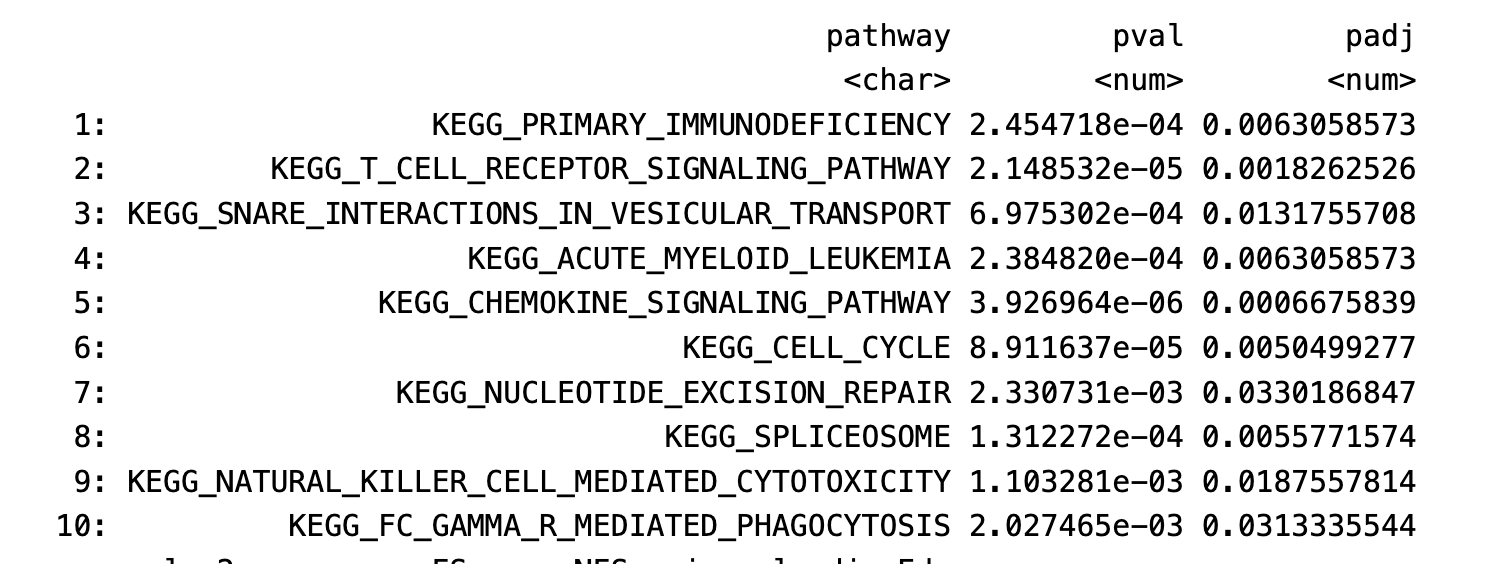 pathway pval padj
<char> <num> <num>
1: KEGG_PRIMARY_IMMUNODEFICIENCY 2.454718e-04 0.0063058573
2: KEGG_T_CELL_RECEPTOR_SIGNALING_PATHWAY 2.148532e-05 0.0018262526
3: KEGG_SNARE_INTERACTIONS_IN_VESICULAR_TRANSPORT 6.975302e-04 0.0131755708
4: KEGG_ACUTE_MYELOID_LEUKEMIA 2.384820e-04 0.0063058573
5: KEGG_CHEMOKINE_SIGNALING_PATHWAY 3.926964e-06 0.0006675839
6: KEGG_CELL_CYCLE 8.911637e-05 0.0050499277
7: KEGG_NUCLEOTIDE_EXCISION_REPAIR 2.330731e-03 0.0330186847
8: KEGG_SPLICEOSOME 1.312272e-04 0.0055771574
9: KEGG_NATURAL_KILLER_CELL_MEDIATED_CYTOTOXICITY 1.103281e-03 0.0187557814
10: KEGG_FC_GAMMA_R_MEDIATED_PHAGOCYTOSIS 2.027465e-03 0.0313335544